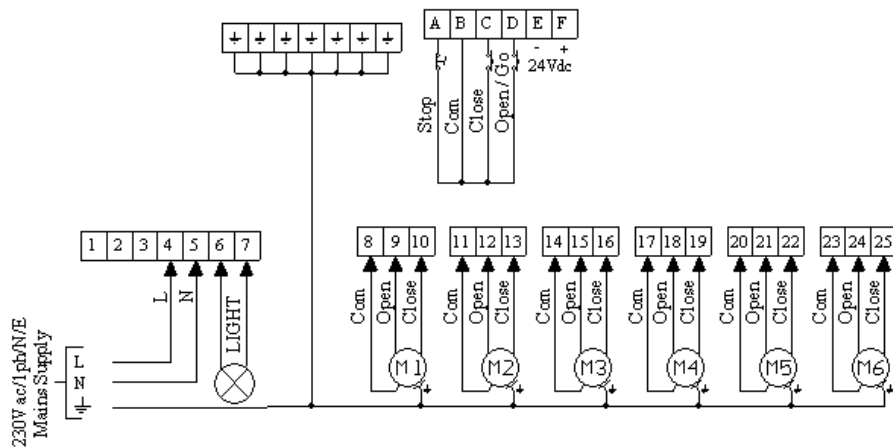 A B C D E F
- +
24Vdc
Stop
Com
Close
Open/Go
1 2 3 4 5 6 7
8 9 10
11 12 13
14 15 16
17 18 19
20 21 22
23 24 25
L
N
LIGHT
Com Open Close
Com Open Close
Com Open Close
Com Open Close
Com Open Close
Com Open Close
M1
M2
M3
M4
M5
M6
230V ac/1ph/N/E
Mains Supply
L
N